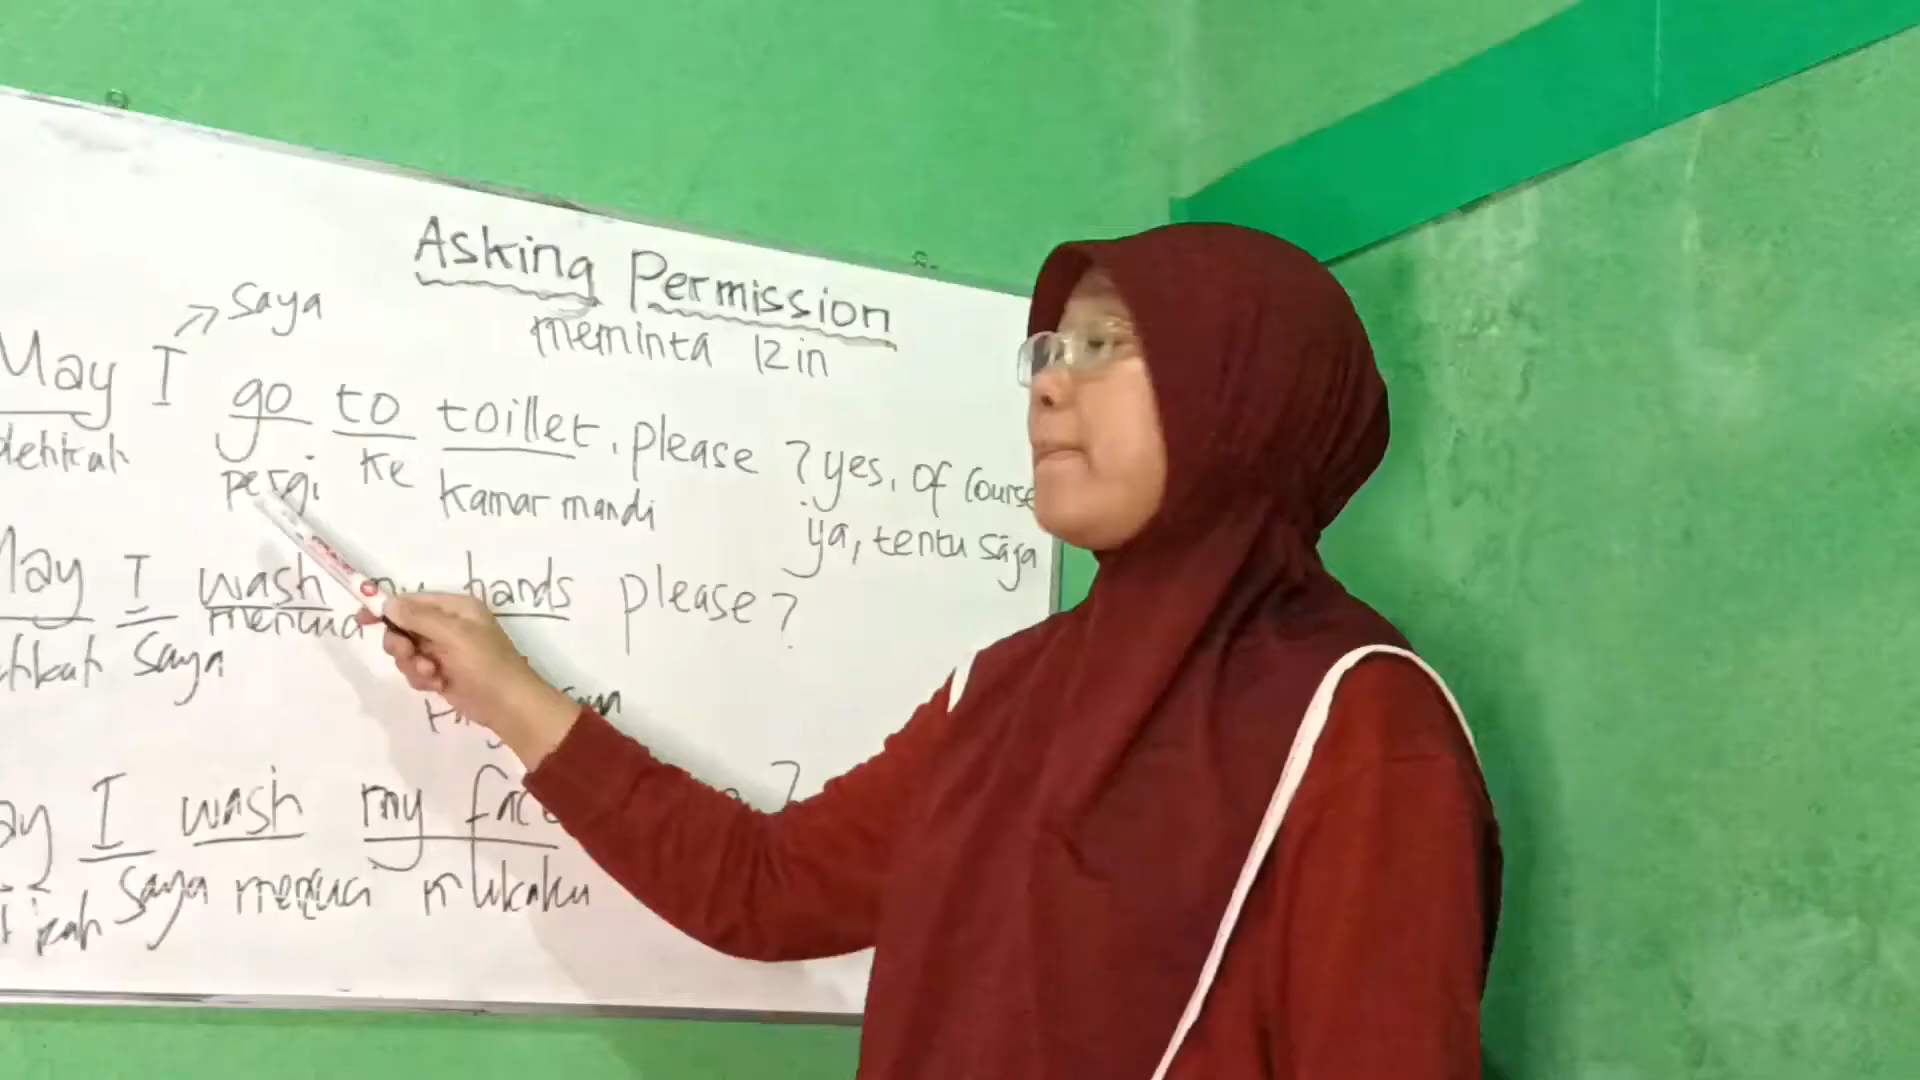 Asking Permission
meminta izin
saya
May I go to toillet, please ? yes, of Course
pergi ke kamar mandi ya, tentu saja
May I wash my hands please ?
saya
May I wash my fac ?
saya mencuci mukaku